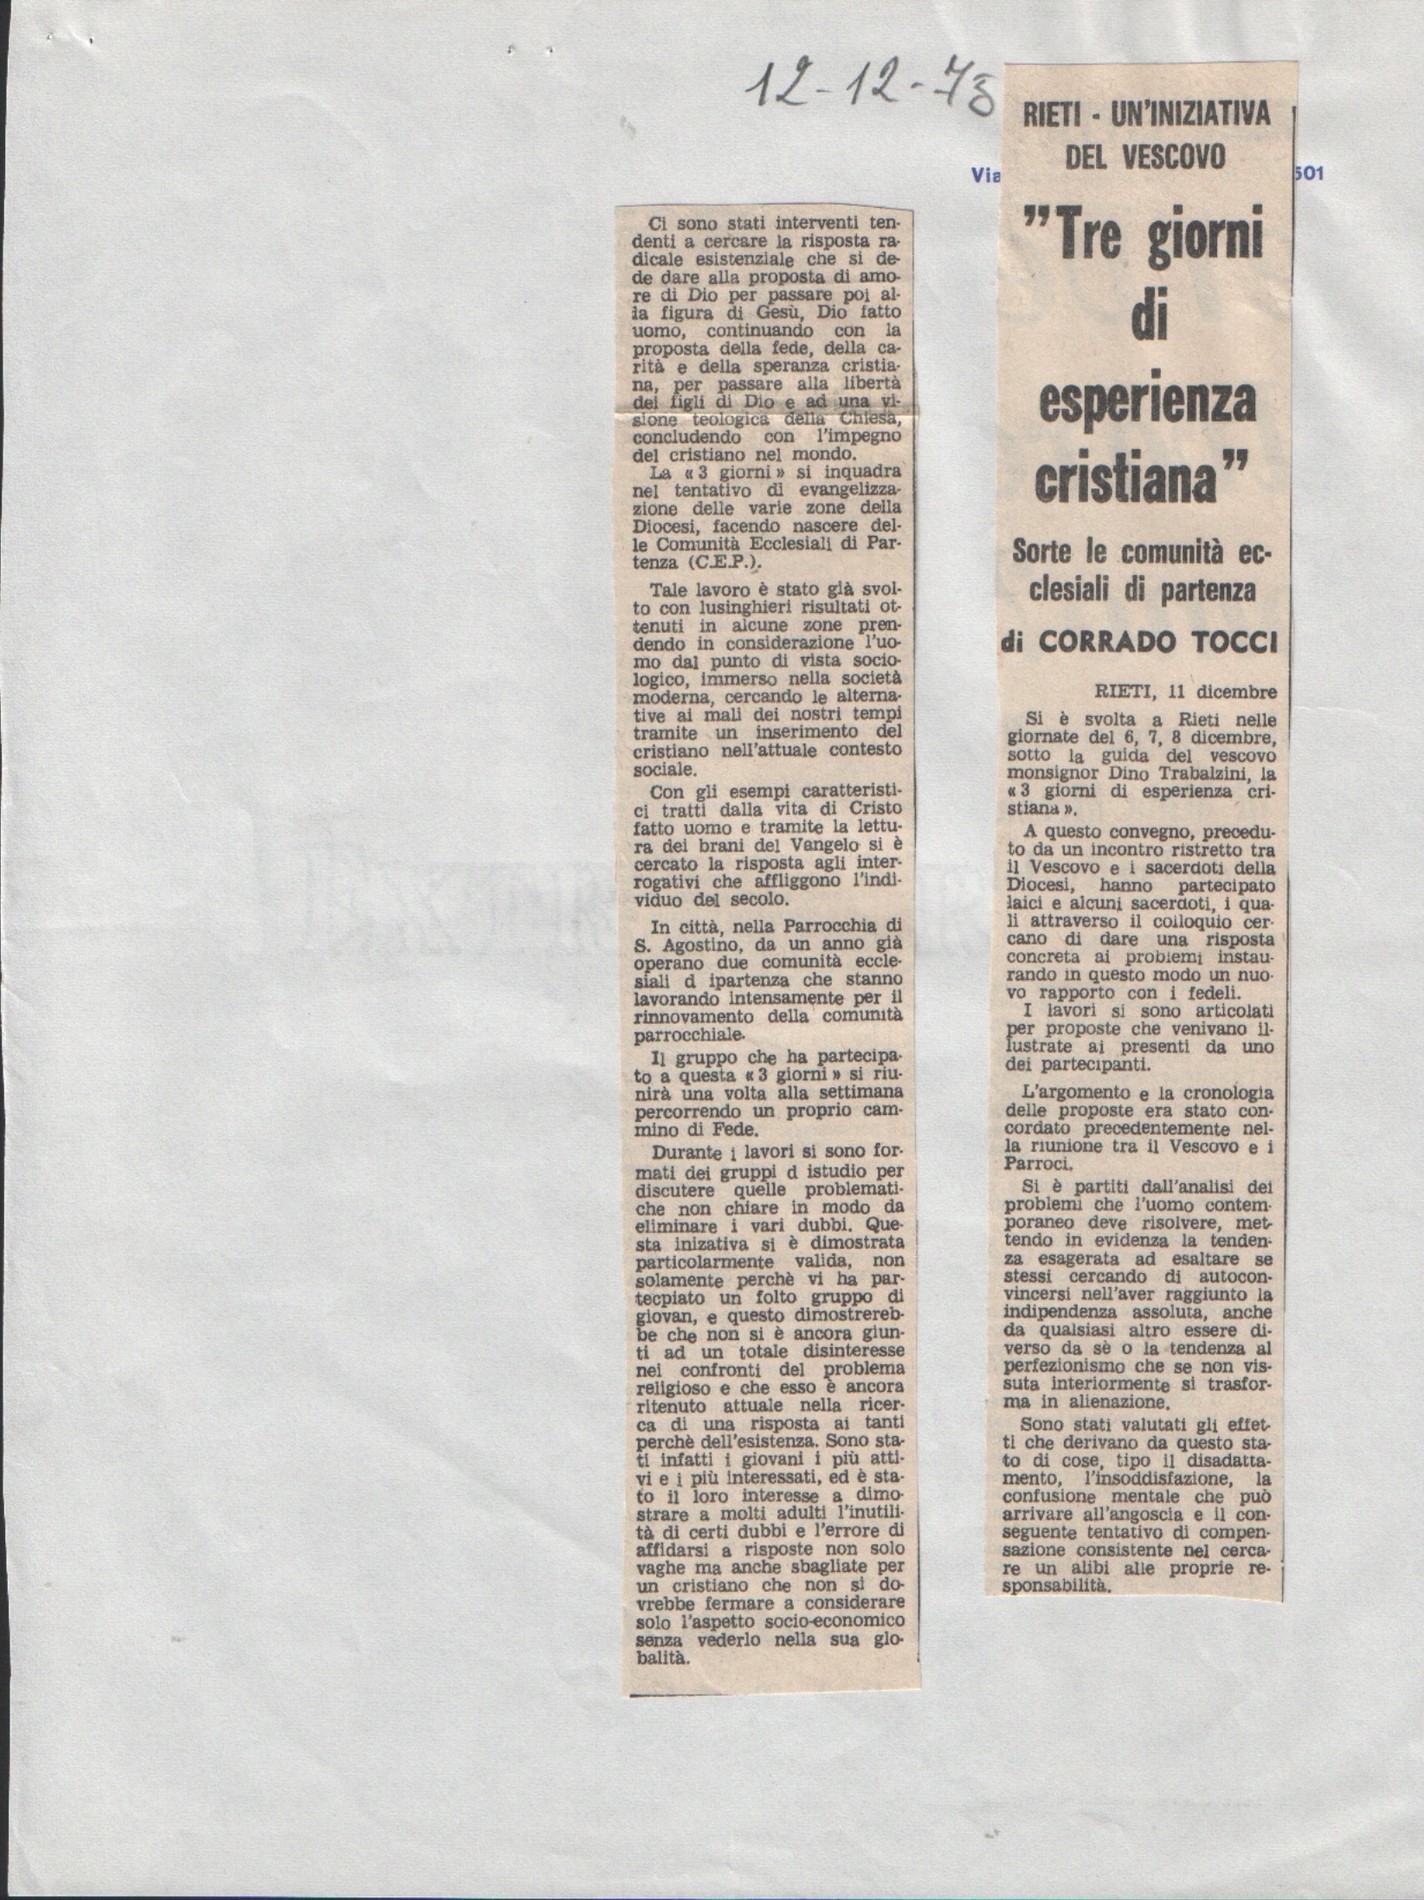 12-12-73
Via
501
RIETI - UN'INIZIATIVA
DEL VESCOVO
"Tre giorni
di
esperienza
cristiana"
Sorte le comunità ec-
clesiali di partenza
di CORRADO TOCCI
RIETI, 11 dicembre
Si è svolta a Rieti nelle
giornate del 6, 7, 8 dicembre,
sotto la guida del vescovo
monsignor Dino Trabalzini, la
«3 giorni di esperienza cri-
stiana».
A questo convegno, precedu-
to da un incontro ristretto tra
il Vescovo e i sacerdoti della
Diocesi, hanno partecipato
laici e alcuni sacerdoti, i qua-
li attraverso il colloquio cer-
cano di dare una risposta
concreta ai problemi instau-
rando in questo modo un nuo-
vo rapporto con i fedeli.
I lavori si sono articolati
per proposte che venivano il-
lustrate ai presenti da uno
dei partecipanti.
L'argomento e la cronologia
delle proposte era stato con-
cordato precedentemente nel-
la riunione tra il Vescovo e i
Parroci.
Si è partiti dall'analisi dei
problemi che l'uomo contem-
poraneo deve risolvere, met-
tendo in evidenza la tenden-
za esagerata ad esaltare se
stessi cercando di autocon-
vincersi nell'aver raggiunto la
indipendenza assoluta, anche
da qualsiasi altro essere di-
verso da sè o la tendenza al
perfezionismo che se non vis-
suta interiormente si trasfor-
ma in alienazione.
Sono stati valutati gli effet-
ti che derivano da questo sta-
to di cose, tipo il disadatta-
mento, l'insoddisfazione, la
confusione mentale che può
arrivare all'angoscia e il con-
seguente tentativo di compen-
sazione consistente nel cerca-
re un alibi alle proprie re-
sponsabilità.
Ci sono stati interventi ten-
denti a cercare la risposta ra-
dicale esistenziale che si de-
de dare alla proposta di amo-
re di Dio per passare poi al-
la figura di Gesù, Dio fatto
uomo, continuando con la
proposta della fede, della ca-
rità e della speranza cristia-
na, per passare alla libertà
dei figli di Dio e ad una vi-
sione teologica della Chiesa,
concludendo con l'impegno
del cristiano nel mondo.
La «3 giorni» si inquadra
nel tentativo di evangelizza-
zione delle varie zone della
Diocesi, facendo nascere del-
le Comunità Ecclesiali di Par-
tenza (C.E.P.).
Tale lavoro è stato già svol-
to con lusinghieri risultati ot-
tenuti in alcune zone pren-
dendo in considerazione l'uo-
mo dal punto di vista socio-
logico, immerso nella società
moderna, cercando le alterna-
tive ai mali dei nostri tempi
tramite un inserimento del
cristiano nell'attuale contesto
sociale.
Con gli esempi caratteristi-
ci tratti dalla vita di Cristo
fatto uomo e tramite la lettu-
ra dei brani del Vangelo si è
cercato la risposta agli inter-
rogativi che affliggono l'indi-
viduo del secolo.
In città, nella Parrocchia di
S. Agostino, da un anno già
operano due comunità eccle-
siali d ipartenza che stanno
lavorando intensamente per il
rinnovamento della comunità
parrocchiale.
Il gruppo che ha partecipa-
to a questa «3 giorni» si riu-
nirà una volta alla settimana
percorrendo un proprio cam-
mino di Fede.
Durante i lavori si sono for-
mati dei gruppi d istudio per
discutere quelle problemati-
che non chiare in modo da
eliminare i vari dubbi. Que-
sta inizativa si è dimostrata
particolarmente valida, non
solamente perchè vi ha par-
tecpiato un folto gruppo di
giovan, e questo dimostrereb-
be che non si è ancora giun-
ti ad un totale disinteresse
nei confronti del problema
religioso e che esso è ancora
ritenuto attuale nella ricer-
ca di una risposta ai tanti
perchè dell'esistenza. Sono sta-
ti infatti i giovani i più atti-
vi e i più interessati, ed è sta-
to il loro interesse a dimo-
strare a molti adulti l'inutili-
tà di certi dubbi e l'errore di
affidarsi a risposte non solo
vaghe ma anche sbagliate per
un cristiano che non si do-
vrebbe fermare a considerare
solo l'aspetto socio-economico
senza vederlo nella sua glo-
balità.